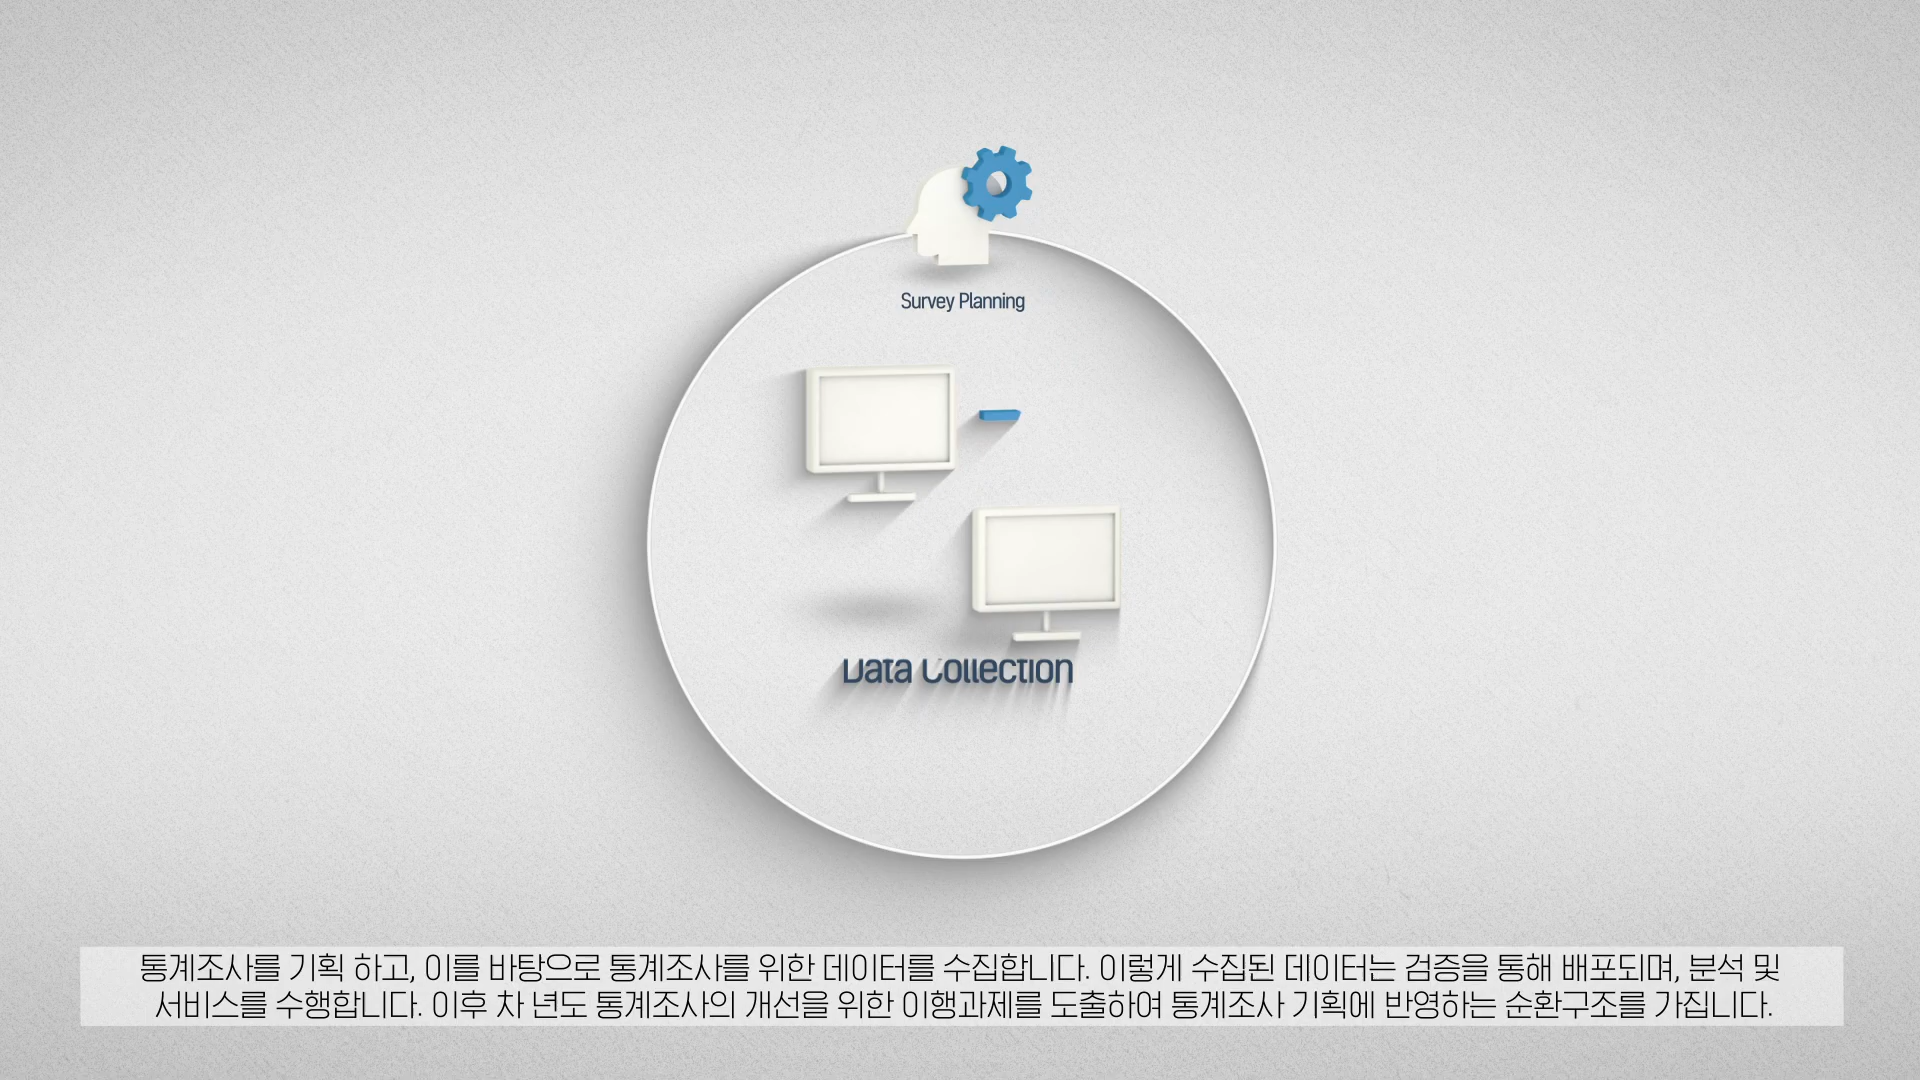 Survey Planning
Data Collection
통계조사를 기획 하고, 이를 바탕으로 통계조사를 위한 데이터를 수집합니다. 이렇게 수집된 데이터는 검증을 통해 배포되며, 분석 및
서비스를 수행합니다. 이후 차 년도 통계조사의 개선을 위한 이행과제를 도출하여 통계조사 기획에 반영하는 순환구조를 가집니다.